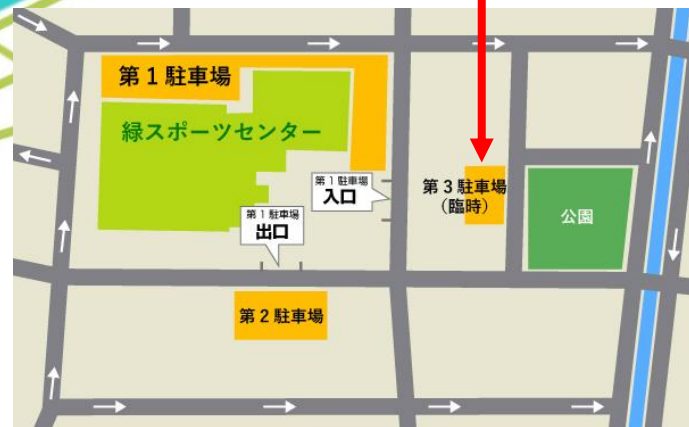 第1駐車場
緑スポーツセンター
第1駐車場
入口
第1駐車場
出口
第3駐車場
（臨時）
公園
第2駐車場